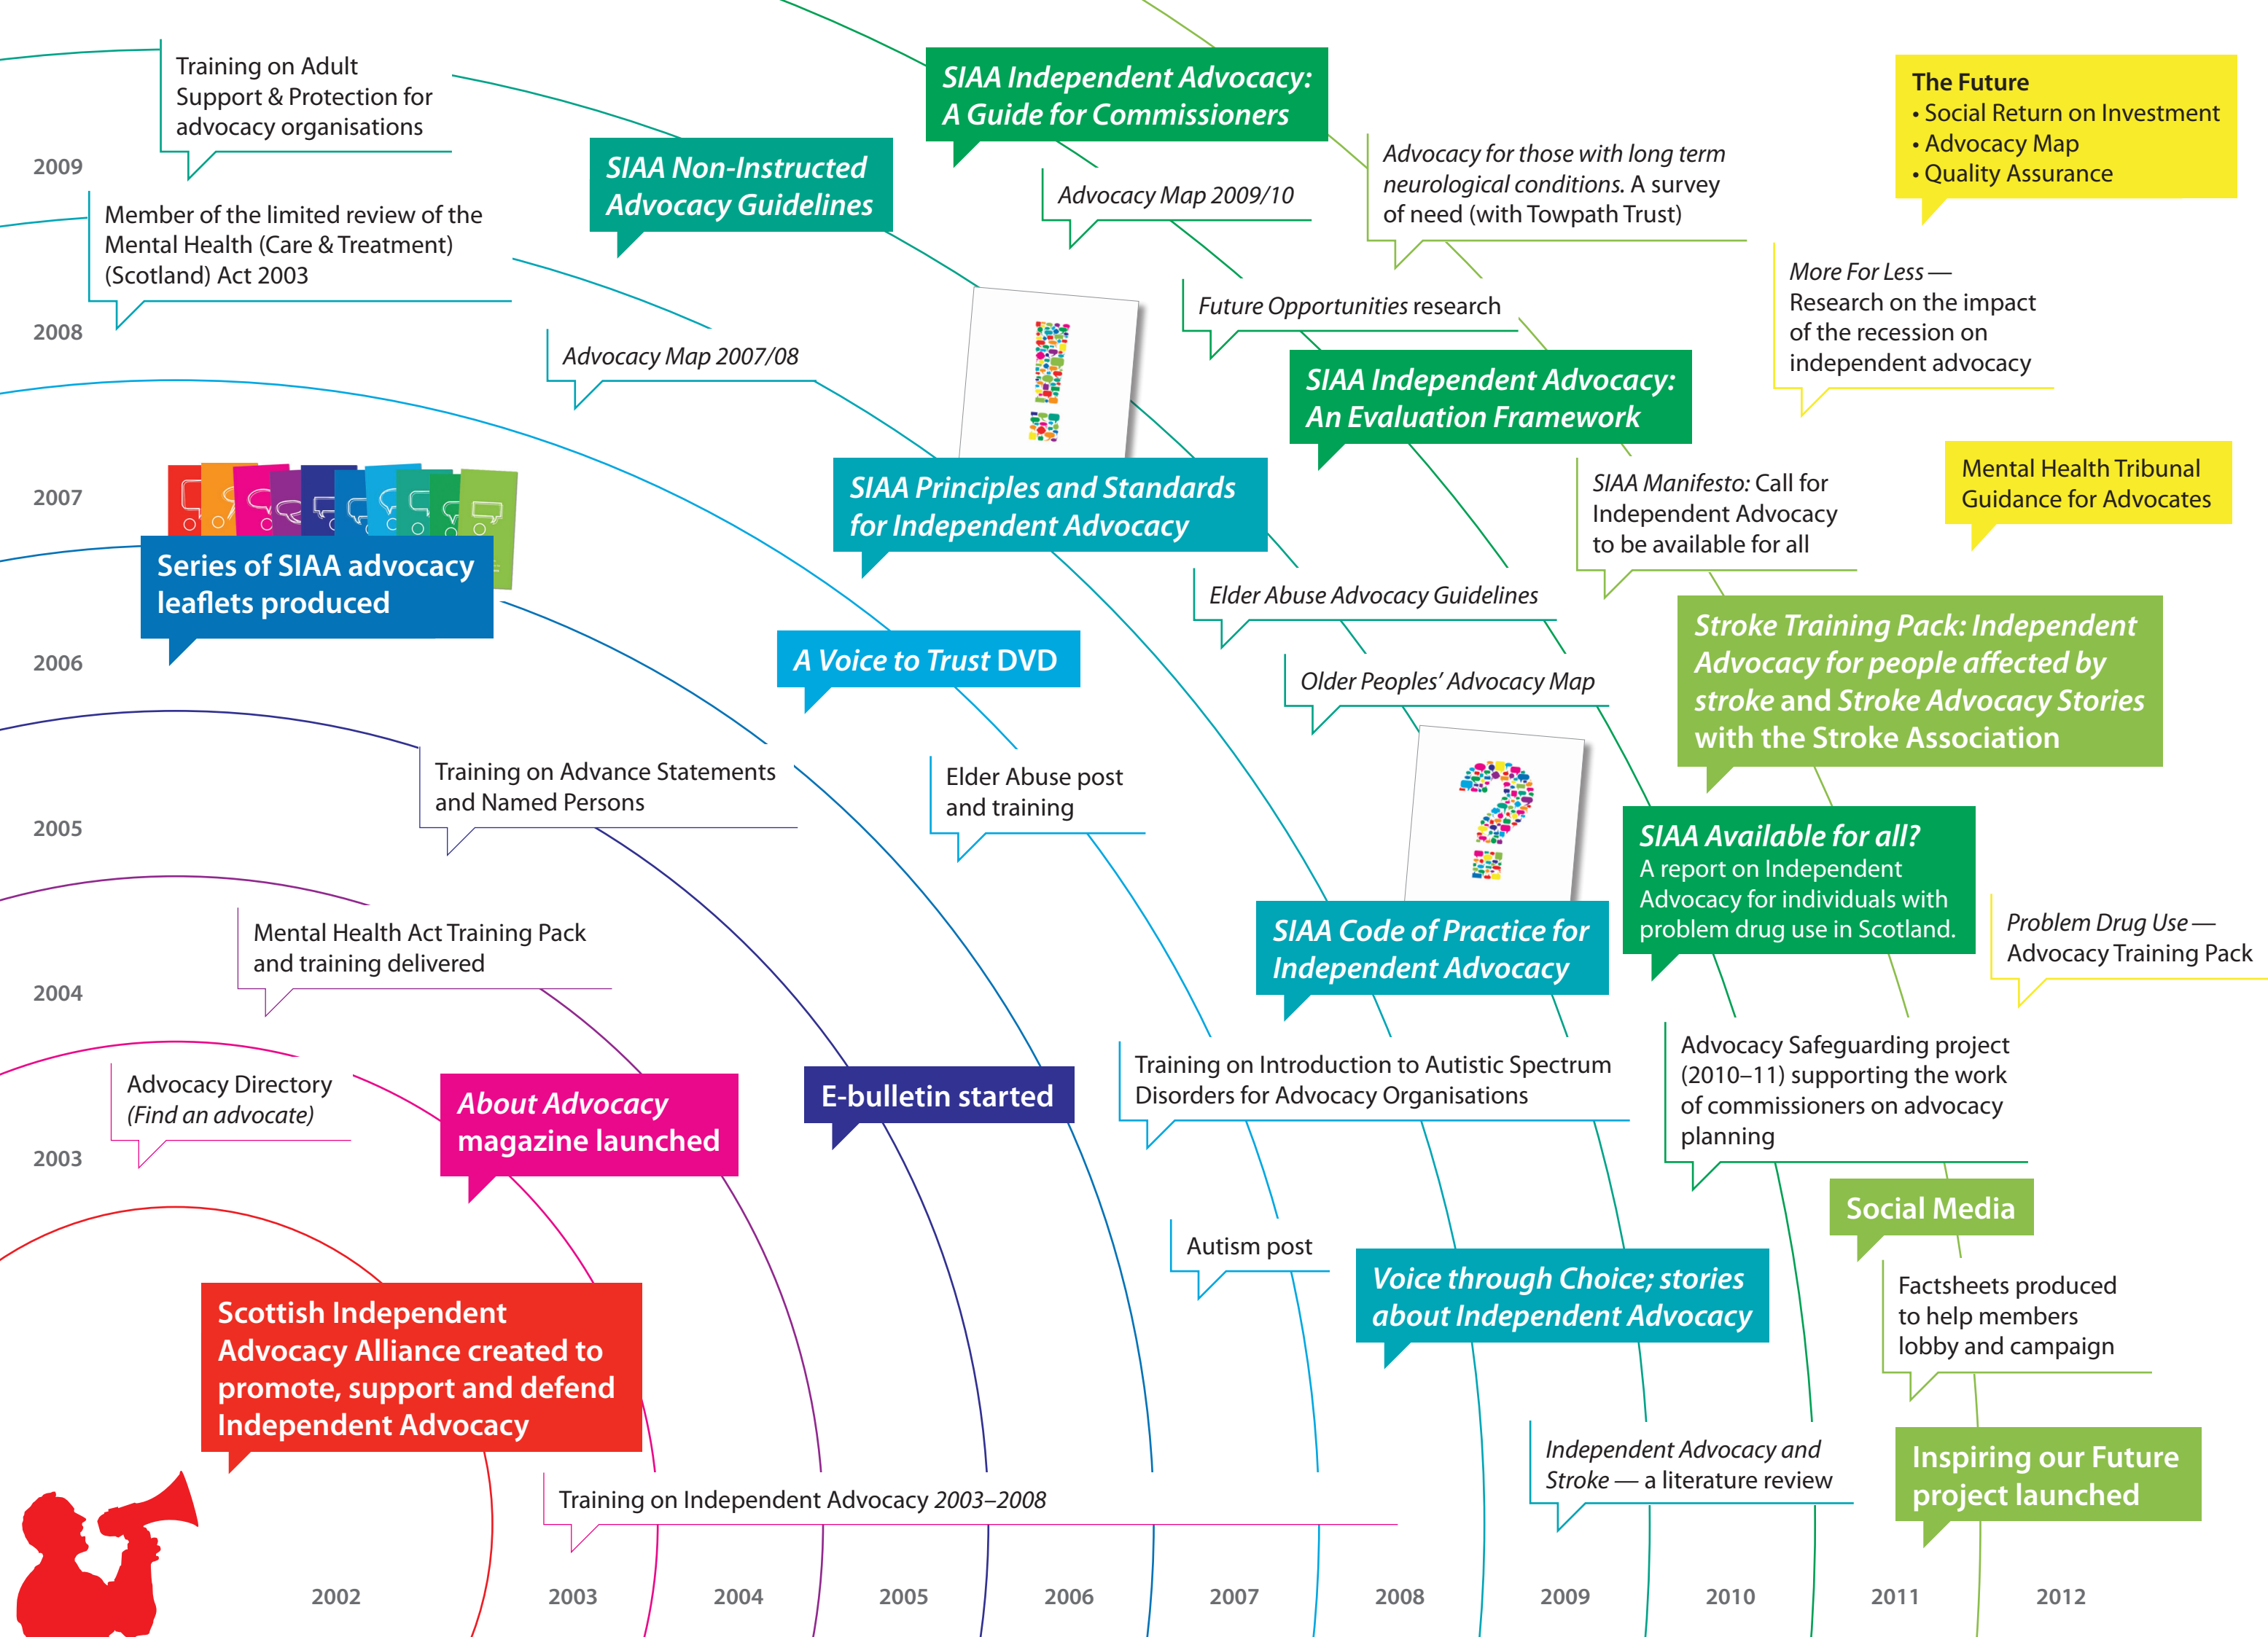 Training on Adult
Support & Protection for
advocacy organisations
SIAA Independent Advocacy:
A Guide for Commissioners
The Future
• Social Return on Investment
• Advocacy Map
• Quality Assurance
2009
SIAA Non-Instructed
Advocacy Guidelines
Advocacy Map 2009/10
Advocacy for those with long term
neurological conditions. A survey
of need (with Towpath Trust)
Member of the limited review of the
Mental Health (Care & Treatment)
(Scotland) Act 2003
Future Opportunities research
More For Less —
Research on the impact
of the recession on
independent advocacy
2008
Advocacy Map 2007/08
SIAA Independent Advocacy:
An Evaluation Framework
2007
SIAA Principles and Standards
for Independent Advocacy
SIAA Manifesto: Call for
Independent Advocacy
to be available for all
Mental Health Tribunal
Guidance for Advocates
Series of SIAA advocacy
leaflets produced
Elder Abuse Advocacy Guidelines
2006
A Voice to Trust DVD
Older Peoples' Advocacy Map
Stroke Training Pack: Independent
Advocacy for people affected by
stroke and Stroke Advocacy Stories
with the Stroke Association
Training on Advance Statements
and Named Persons
Elder Abuse post
and training
2005
SIAA Available for all?
A report on Independent
Advocacy for individuals with
problem drug use in Scotland.
Mental Health Act Training Pack
and training delivered
SIAA Code of Practice for
Independent Advocacy
Problem Drug Use —
Advocacy Training Pack
2004
Advocacy Directory
(Find an advocate)
About Advocacy
magazine launched
E-bulletin started
Training on Introduction to Autistic Spectrum
Disorders for Advocacy Organisations
Advocacy Safeguarding project
(2010–11) supporting the work
of commissioners on advocacy
planning
2003
Social Media
Autism post
Voice through Choice; stories
about Independent Advocacy
Factsheets produced
to help members
lobby and campaign
Scottish Independent
Advocacy Alliance created to
promote, support and defend
Independent Advocacy
Independent Advocacy and
Stroke — a literature review
Inspiring our Future
project launched
Training on Independent Advocacy 2003–2008
2002 2003 2004 2005 2006 2007 2008 2009 2010 2011 2012